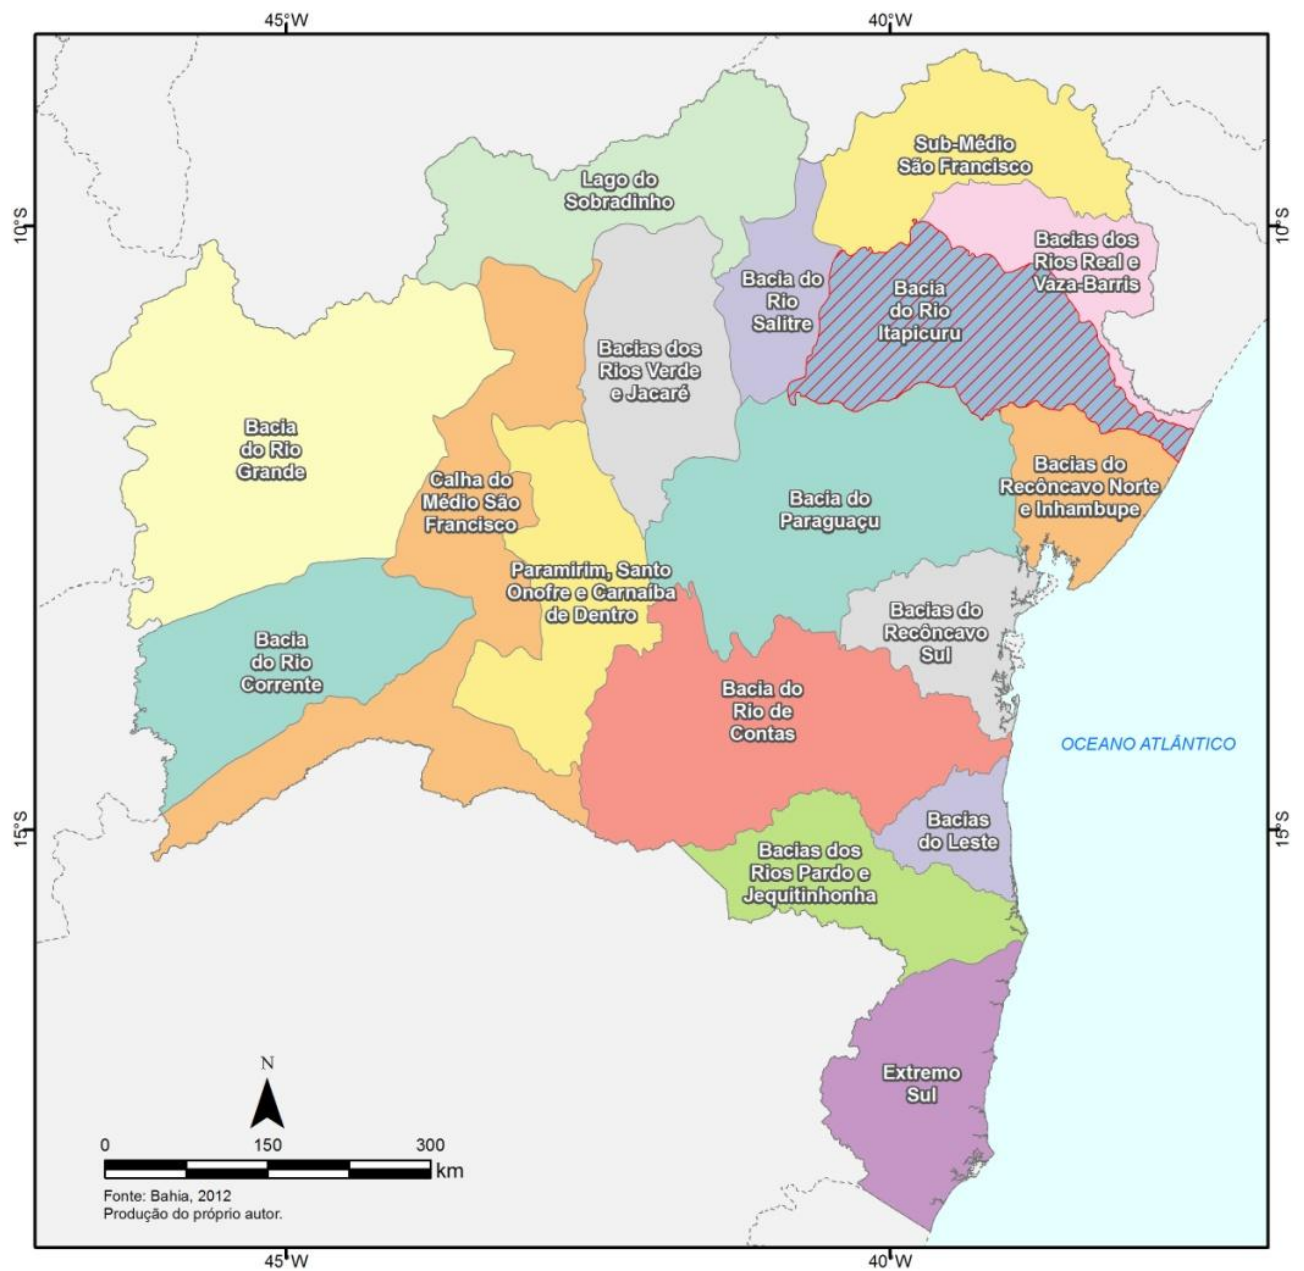 45°W
40°W
Sub-Médio
São Francisco
Lago do
Sobradinho
10°S
10°S
Bacias dos
Rios Real e
Vaza-Barris
Bacia do
Rio
Salitre
Bacia
do Rio
Itapicuru
Bacias dos
Rios Verde
e Jacaré
Bacia
do Rio
Grande
Calha do
Médio São
Francisco
Bacia do
Paraguaçu
Bacias do
Recôncavo Norte
e Inhambupe
Paramirim, Santo
Onofre e Carnaíba
de Dentro
Bacias do
Recôncavo
Sul
Bacia
do Rio
Corrente
Bacia do
Rio de
Contas
OCEANO ATLÂNTICO
15°S
15°S
Bacias
do Leste
Bacias dos
Rios Pardo e
Jequitinhonha
Extremo
Sul
N
0 150 300
km
Fonte: Bahia, 2012
Produção do próprio autor.
45°W
40°W